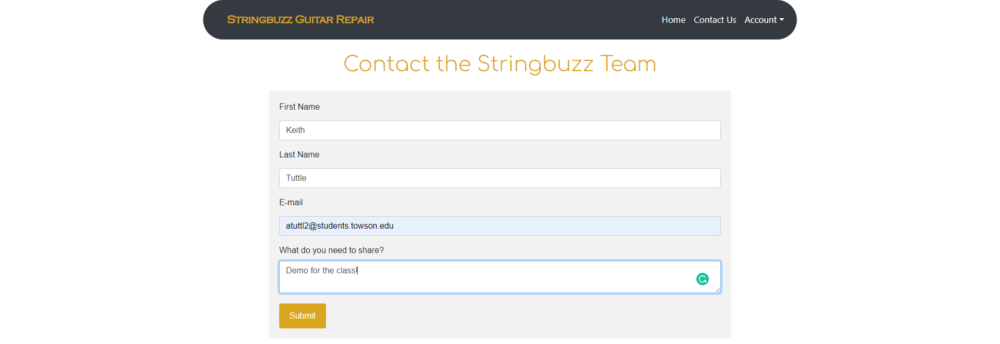 Stringbuzz Guitar Repair Home Contact Us Account
Contact the Stringbuzz Team
First Name
Keith
Last Name
Tuttle
E-mail
atuttl2@students.towson.edu
What do you need to share?
Demo for the class!
Submit